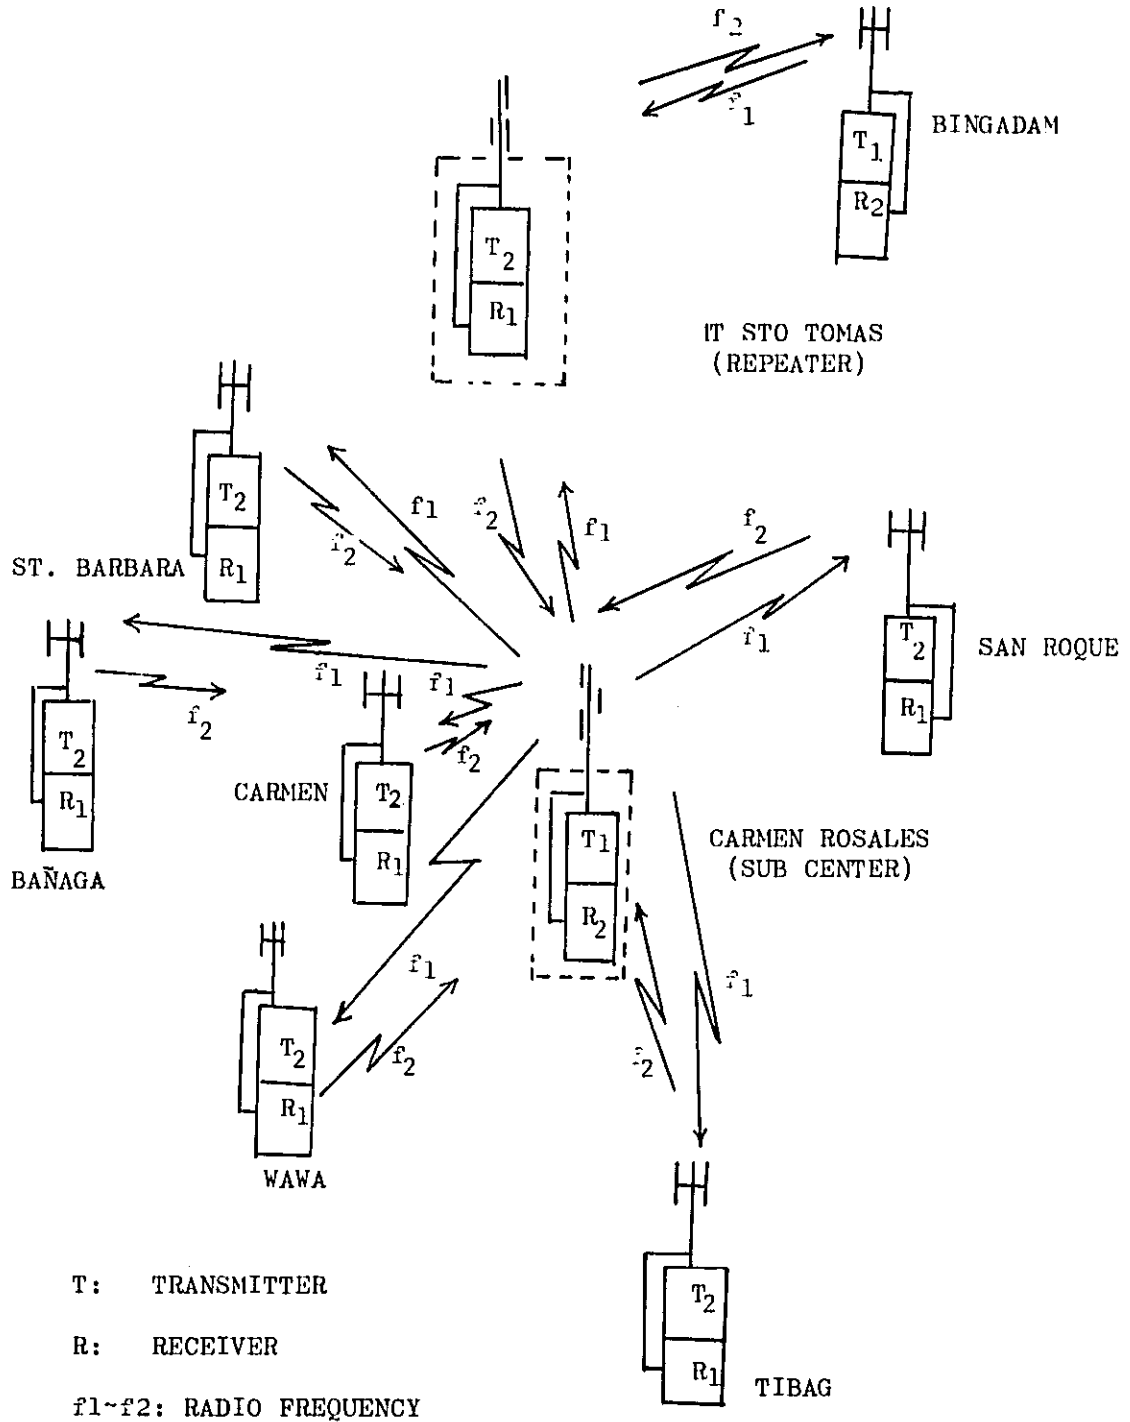 f2
f1
BINGADAM
T1
R2
T2
R1
MT STO TOMAS
(REPEATER)
T2
R1
ST. BARBARA
f1
f2
f2
f1
f2
f1
T2
R1
SAN ROQUE
f1
f2
T2
R1
BAÑAGA
f1
f2
CARMEN
T2
R1
T1
R2
CARMEN ROSALES
(SUB CENTER)
f1
f2
T2
R1
WAWA
f1
f2
T2
R1
TIBAG
T: TRANSMITTER
R: RECEIVER
f1~f2: RADIO FREQUENCY